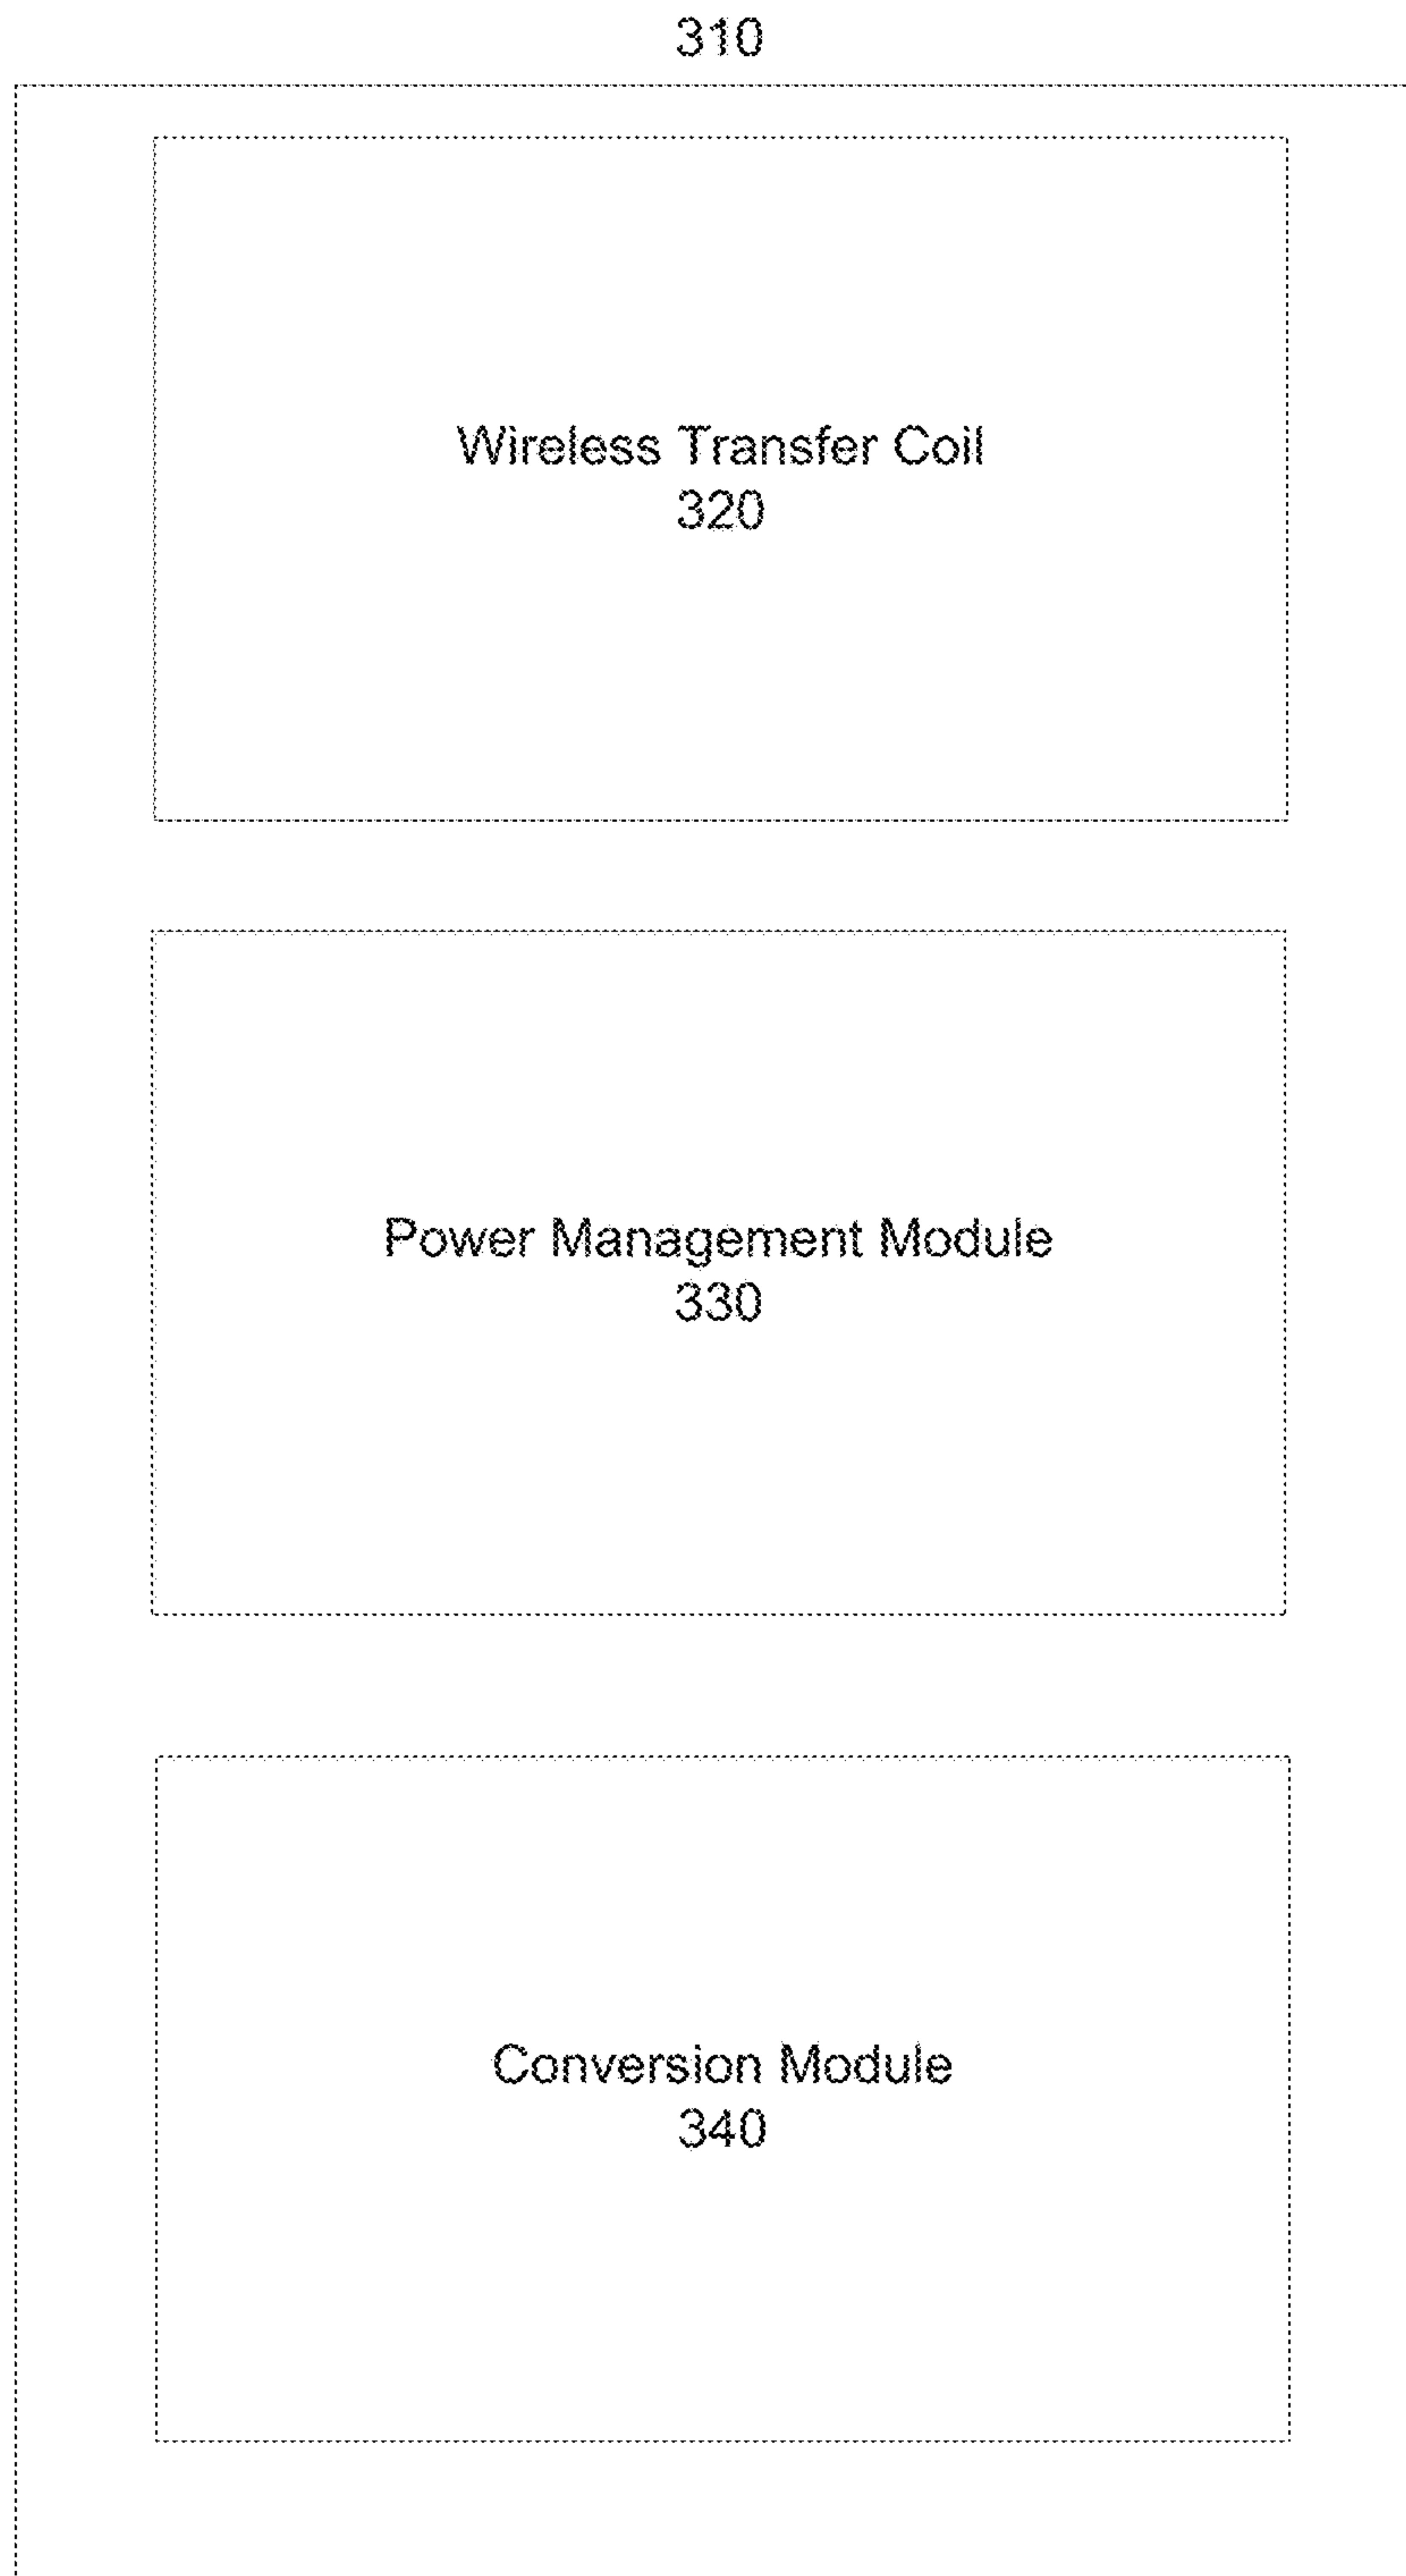 310
Wireless Transfer Coil
320
Power Management Module
330
Conversion Module
340